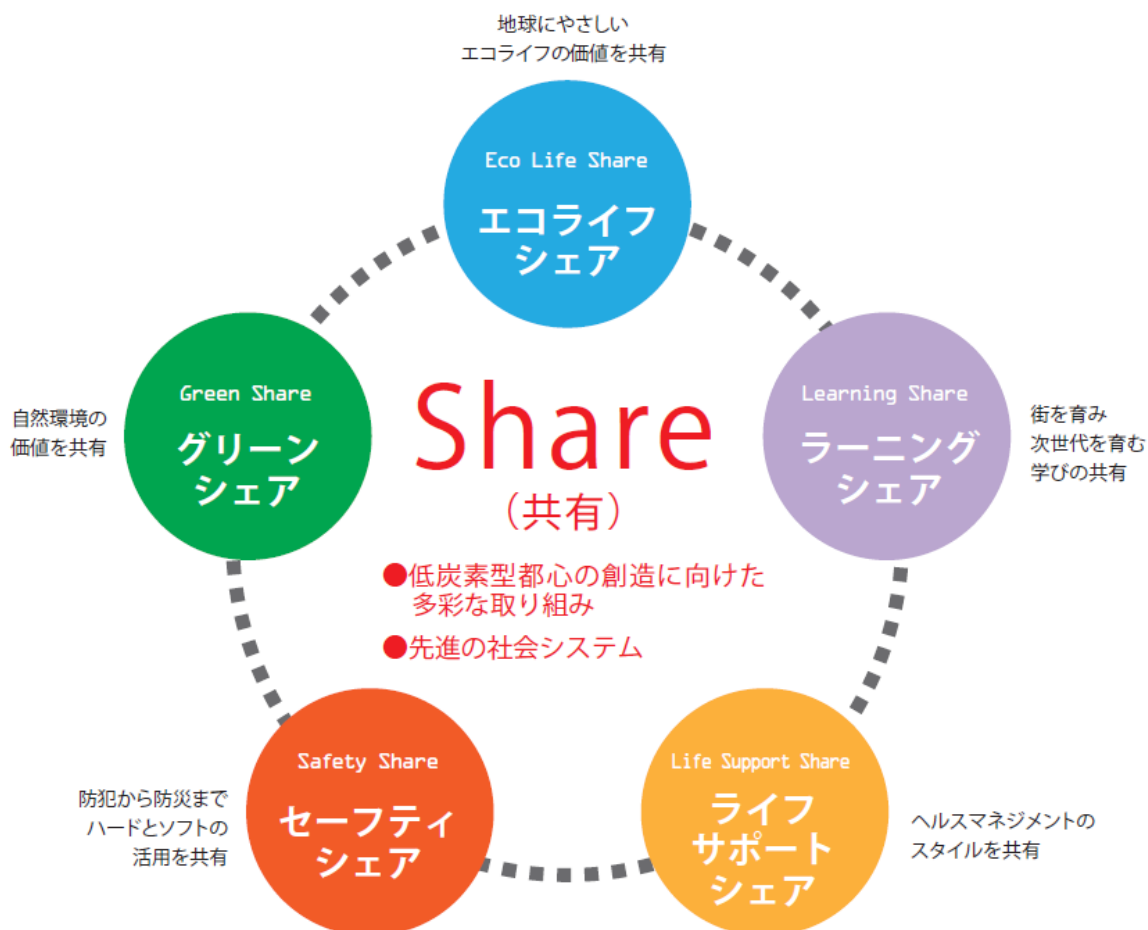 地球にやさしい
エコライフの価値を共有
Eco Life Share
エコライフ
シェア
Green Share
グリーン
シェア
自然環境の
価値を共有
Share
（共有）
●低炭素型都心の創造に向けた
多彩な取り組み
●先進の社会システム
Learning Share
ラーニング
シェア
街を育み
次世代を育む
学びの共有
Safety Share
セーフティ
シェア
防犯から防災まで
ハードとソフトの
活用を共有
Life Support Share
ライフ
サポート
シェア
ヘルスマネジメントの
スタイルを共有